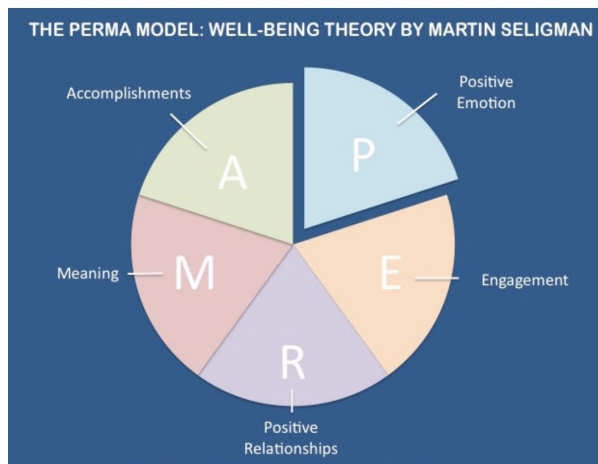 THE PERMA MODEL: WELL-BEING THEORY BY MARTIN SELIGMAN
Accomplishments
Positive
Emotion
A
P
Meaning
M
E
Engagement
R
Positive
Relationships